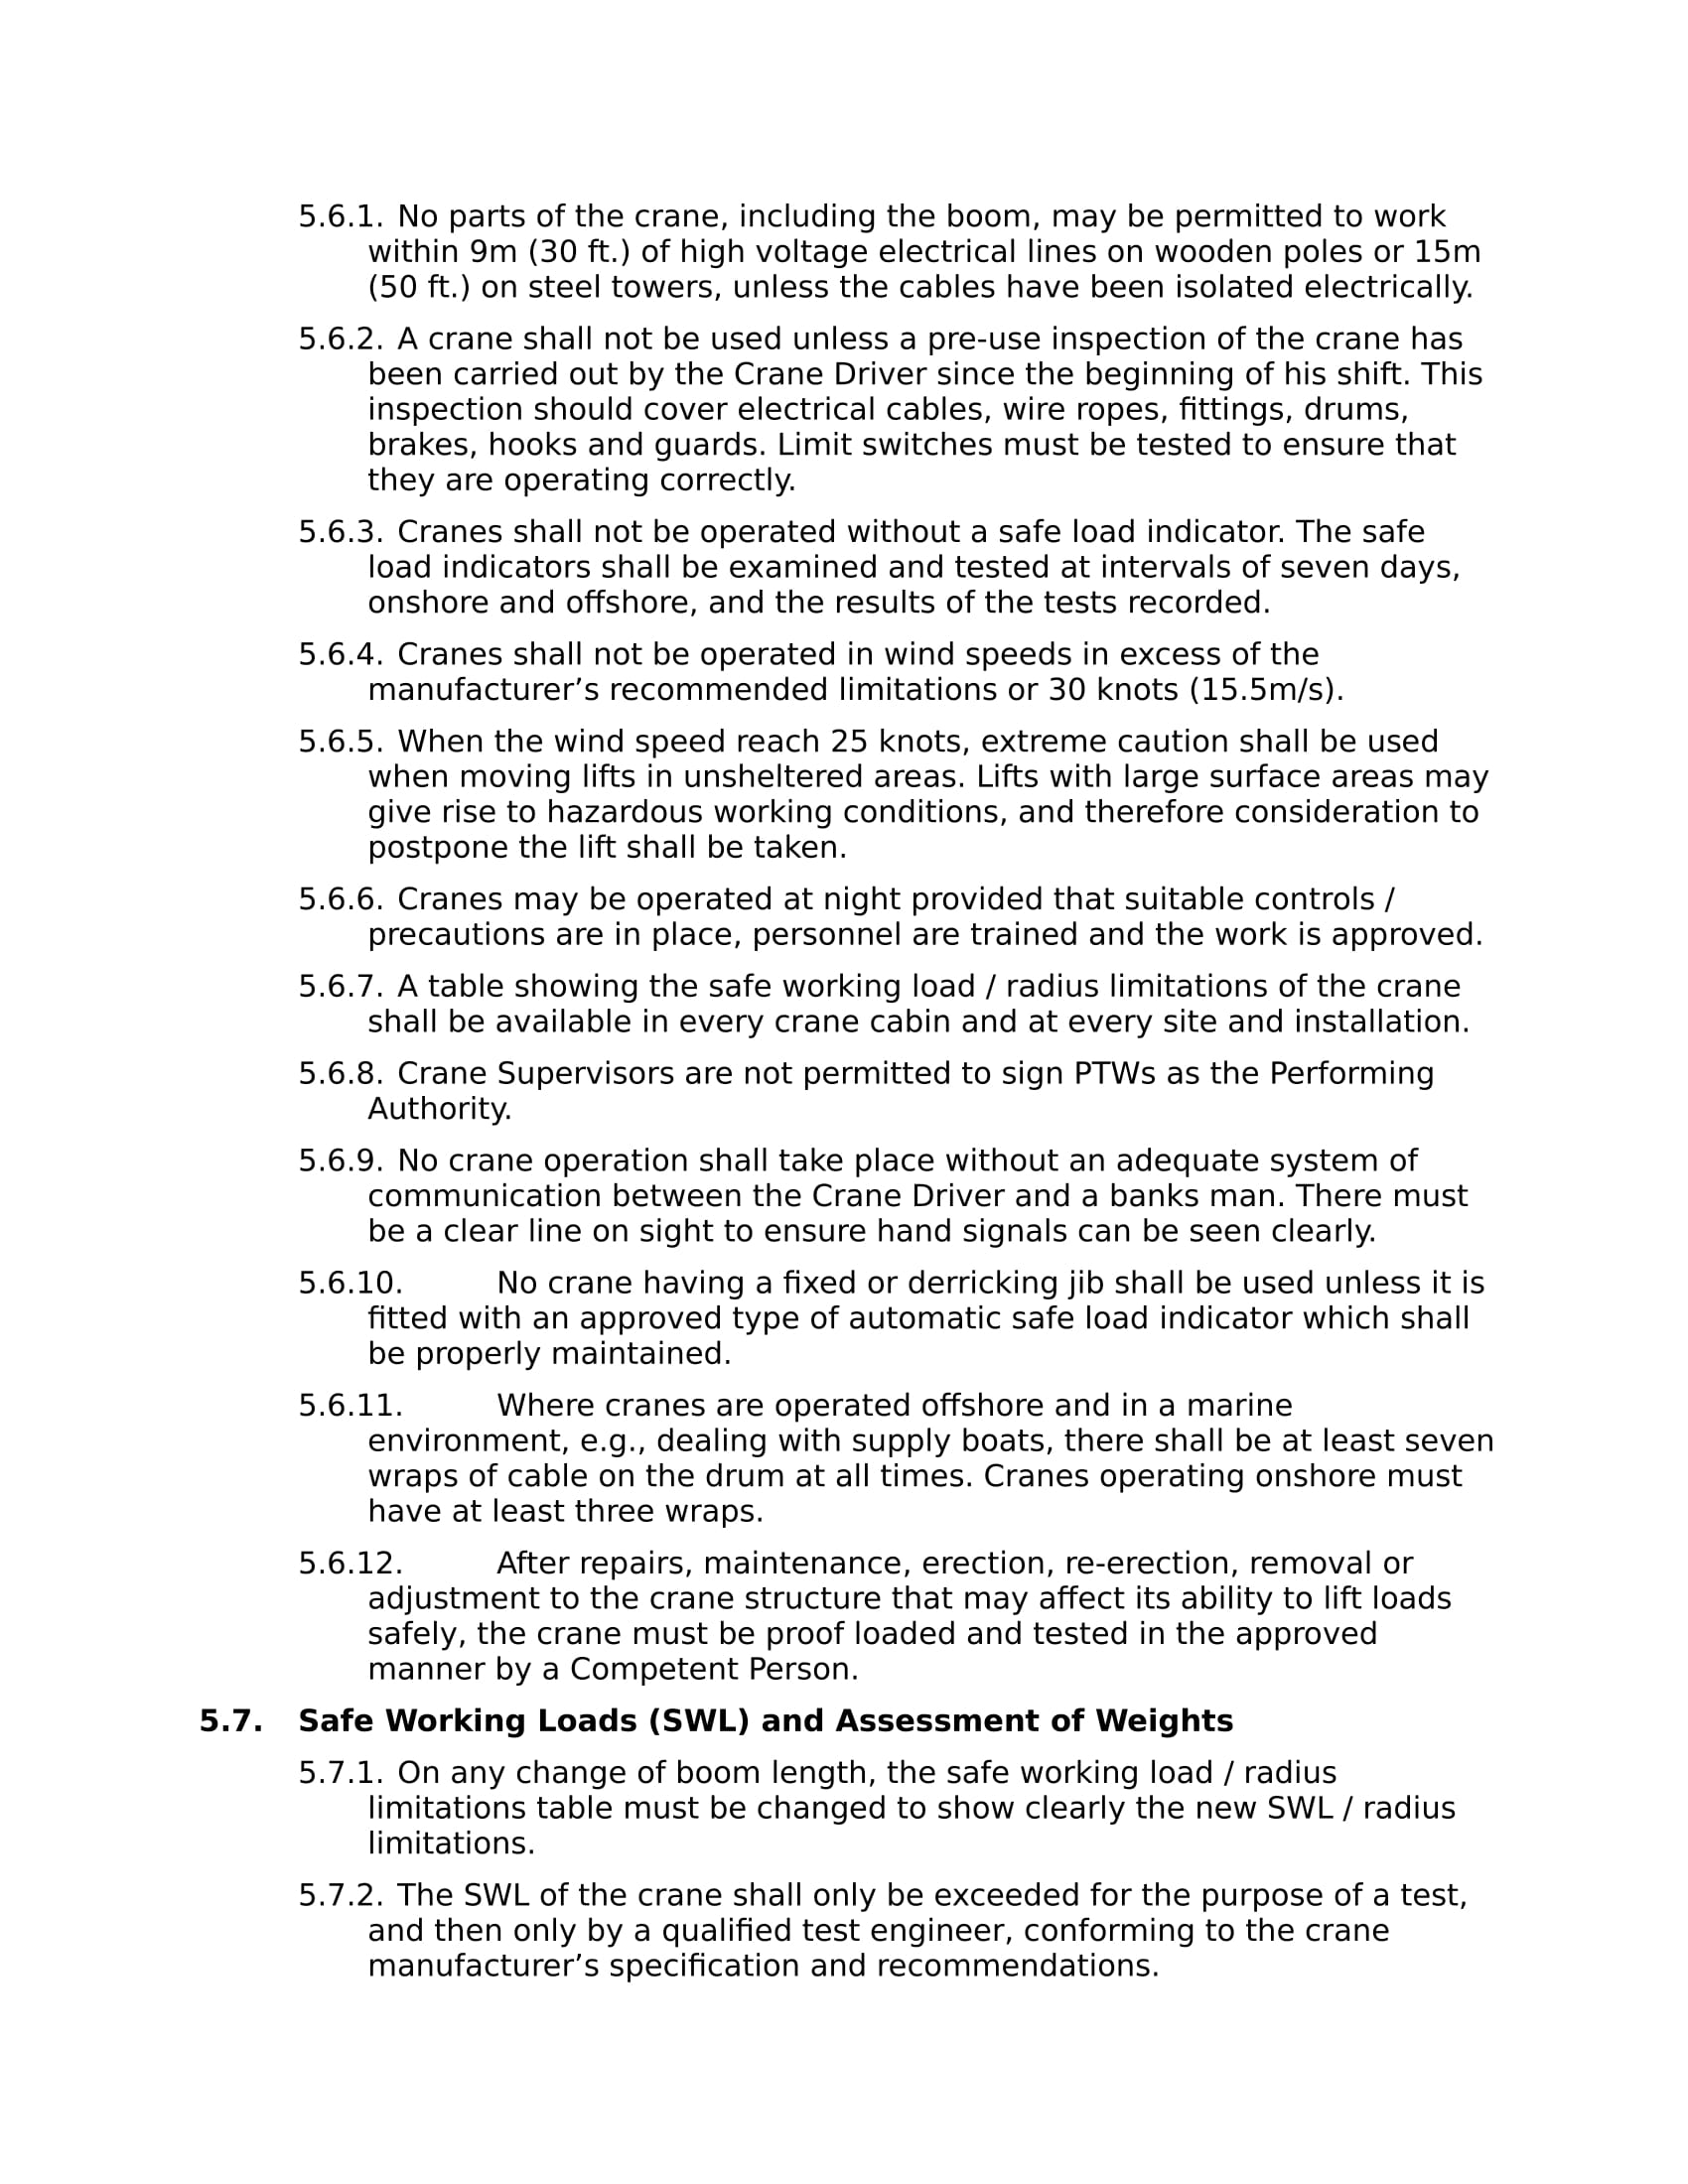 5.6.1. No parts of the crane, including the boom, may be permitted to work
within 9m (30 ft.) of high voltage electrical lines on wooden poles or 15m
(50 ft.) on steel towers, unless the cables have been isolated electrically.
5.6.2. A crane shall not be used unless a pre-use inspection of the crane has
been carried out by the Crane Driver since the beginning of his shift. This
inspection should cover electrical cables, wire ropes, fittings, drums,
brakes, hooks and guards. Limit switches must be tested to ensure that
they are operating correctly.
5.6.3. Cranes shall not be operated without a safe load indicator. The safe
load indicators shall be examined and tested at intervals of seven days,
onshore and offshore, and the results of the tests recorded.
5.6.4. Cranes shall not be operated in wind speeds in excess of the
manufacturer’s recommended limitations or 30 knots (15.5m/s).
5.6.5. When the wind speed reach 25 knots, extreme caution shall be used
when moving lifts in unsheltered areas. Lifts with large surface areas may
give rise to hazardous working conditions, and therefore consideration to
postpone the lift shall be taken.
5.6.6. Cranes may be operated at night provided that suitable controls /
precautions are in place, personnel are trained and the work is approved.
5.6.7. A table showing the safe working load / radius limitations of the crane
shall be available in every crane cabin and at every site and installation.
5.6.8. Crane Supervisors are not permitted to sign PTWs as the Performing
Authority.
5.6.9. No crane operation shall take place without an adequate system of
communication between the Crane Driver and a banks man. There must
be a clear line on sight to ensure hand signals can be seen clearly.
5.6.10. No crane having a fixed or derricking jib shall be used unless it is
fitted with an approved type of automatic safe load indicator which shall
be properly maintained.
5.6.11. Where cranes are operated offshore and in a marine
environment, e.g., dealing with supply boats, there shall be at least seven
wraps of cable on the drum at all times. Cranes operating onshore must
have at least three wraps.
5.6.12. After repairs, maintenance, erection, re-erection, removal or
adjustment to the crane structure that may affect its ability to lift loads
safely, the crane must be proof loaded and tested in the approved
manner by a Competent Person.
5.7. Safe Working Loads (SWL) and Assessment of Weights
5.7.1. On any change of boom length, the safe working load / radius
limitations table must be changed to show clearly the new SWL / radius
limitations.
5.7.2. The SWL of the crane shall only be exceeded for the purpose of a test,
and then only by a qualified test engineer, conforming to the crane
manufacturer’s specification and recommendations.